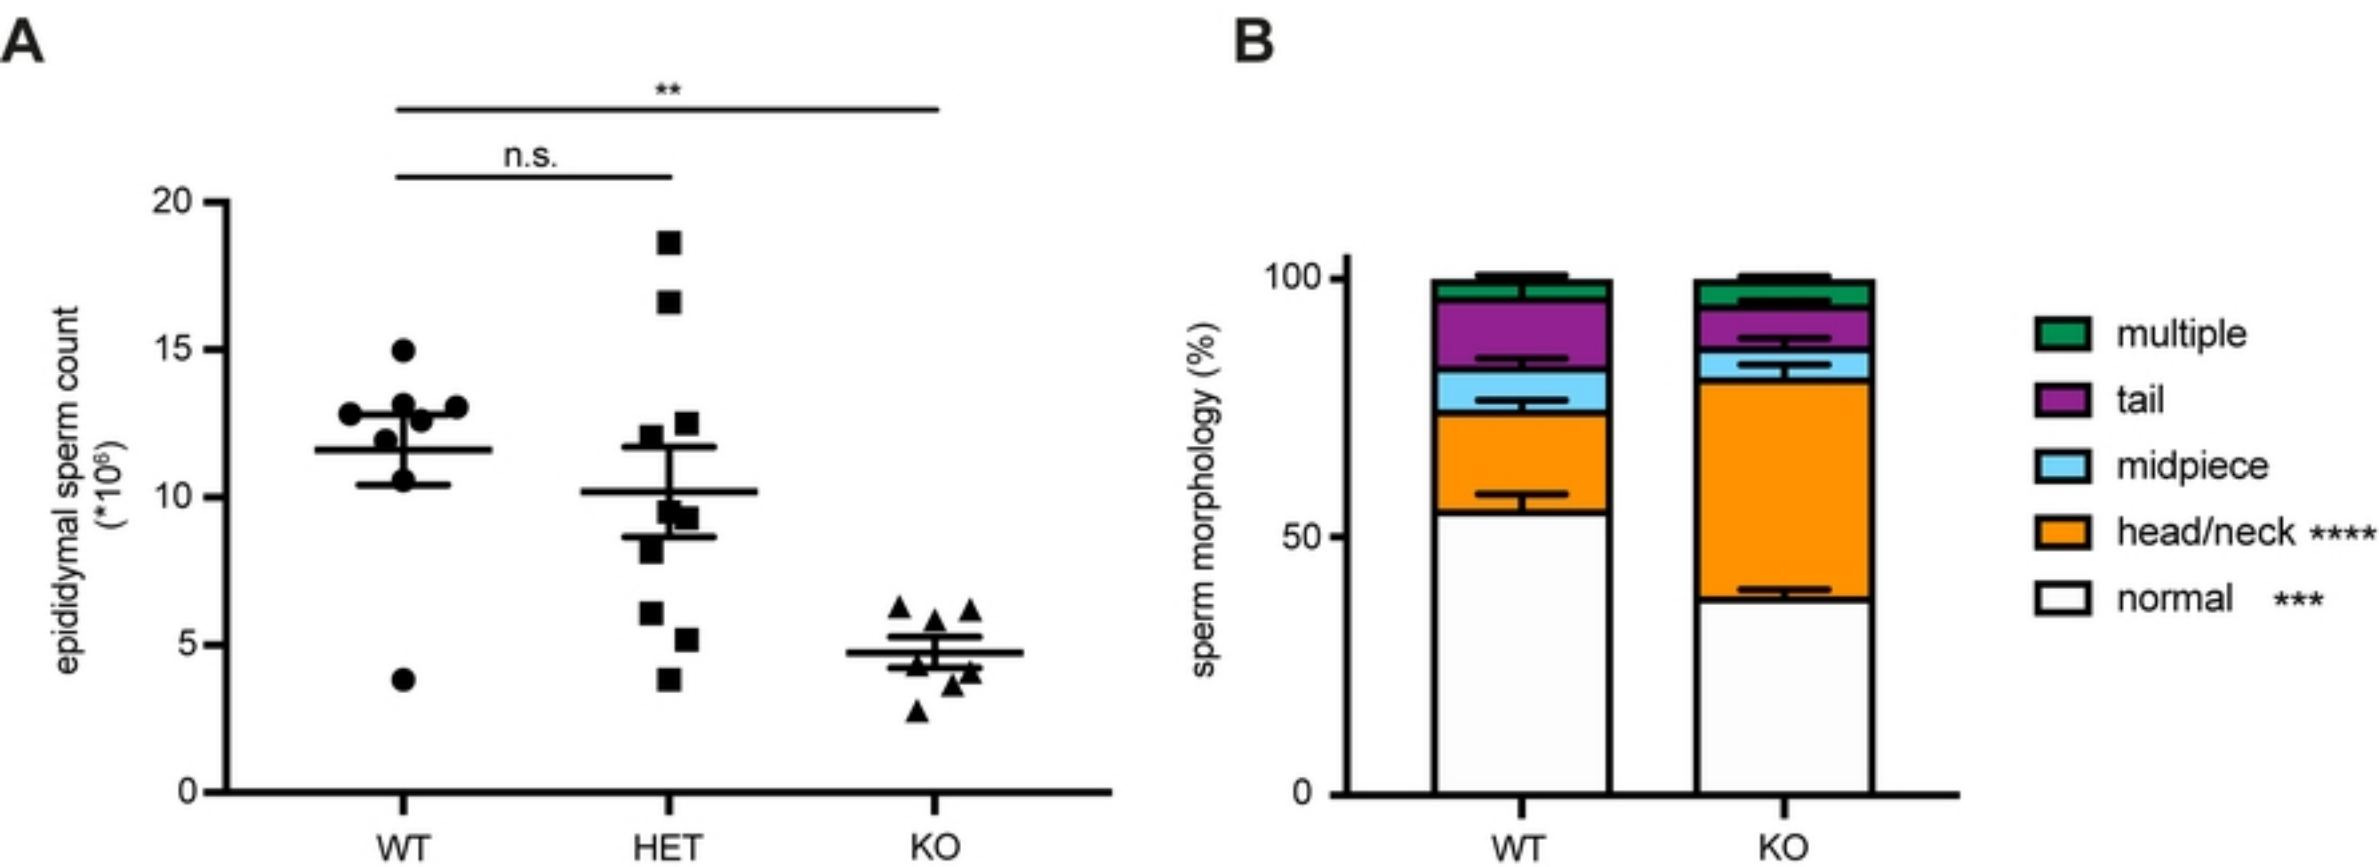 A
**
n.s.
20
15
10
5
0
epididymal sperm count
(*10⁶)
WT
HET
KO
B
100
50
0
sperm morphology (%)
WT
KO
multiple
tail
midpiece
head/neck ****
normal ***